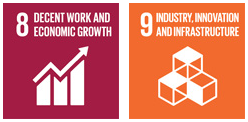 8 DECENT WORK AND
ECONOMIC GROWTH
9 INDUSTRY, INNOVATION
AND INFRASTRUCTURE